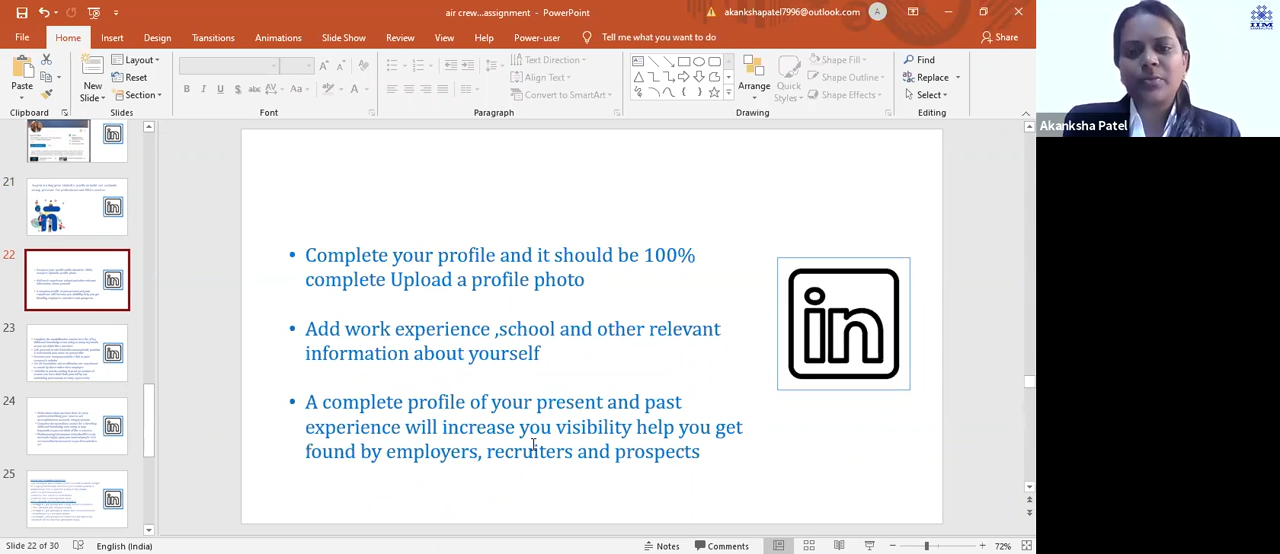 air crew...assignment - PowerPoint
akankshapatel7996@outlook.com
A
File Home Insert Design Transitions Animations Slide Show Review View Help Power-user Tell me what you want to do Share
Paste
Clipboard
New
Slide
Layout
Reset
Section
Slides
Font
Text Direction
Align Text
Convert to SmartArt
Paragraph
Arrange
Quick
Styles
Shape Fill
Shape Outline
Shape Effects
Drawing
Find
Replace
Select
Editing
IIM
Akanksha Patel
21
22
23
24
25
• Complete your profile and it should be 100%
complete Upload a profile photo
• Add work experience ,school and other relevant
information about yourself
• A complete profile of your present and past
experience will increase you visibility help you get
found by employers, recruiters and prospects
in
Slide 22 of 30 English (India) Notes Comments 72%